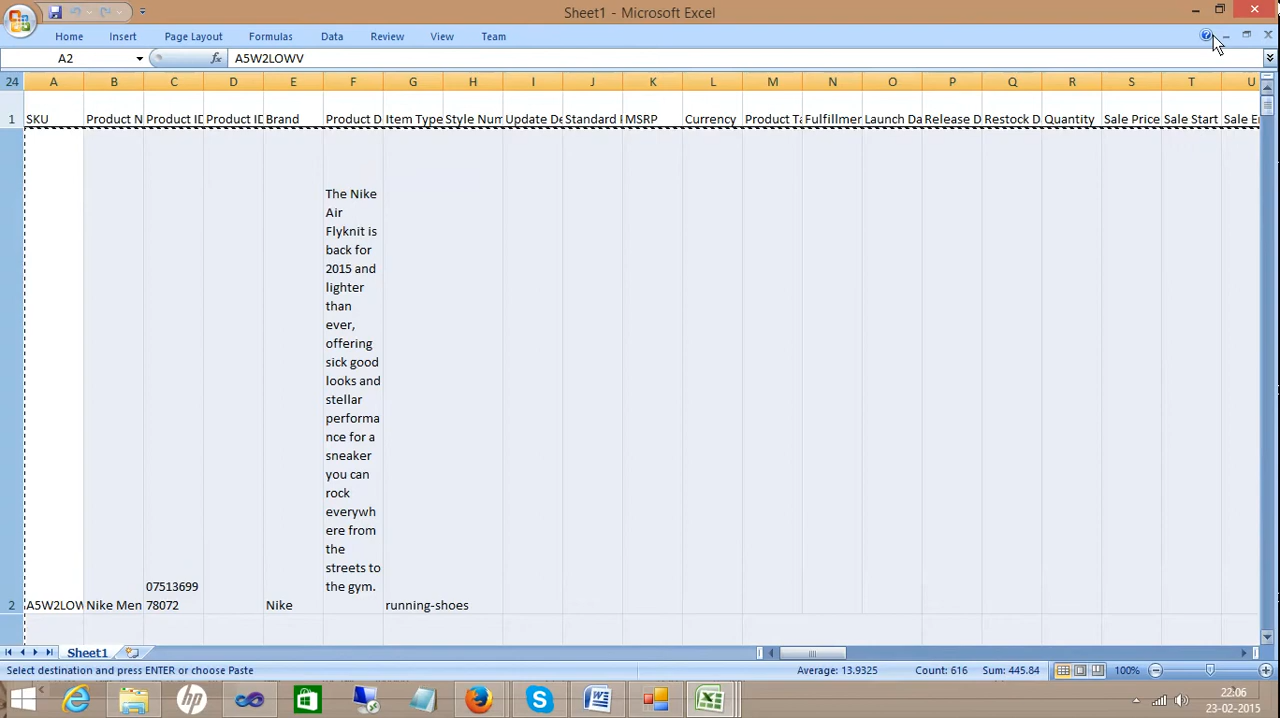 Sheet1 - Microsoft Excel
Home Insert Page Layout Formulas Data Review View Team
A2 fx A5W2LOWV
24 A B C D E F G H I J K L M N O P Q R S T U
1 SKU Product N Product ID Product ID Brand Product D Item Type Style Num Update De Standard MSRP Currency Product Ta Fulfillmer Launch Da Release D Restock D Quantity Sale Price Sale Start Sale E
The Nike
Air
Flyknit is
back for
2015 and
lighter
than
ever,
offering
sick good
looks and
stellar
performa
nce for a
sneaker
you can
rock
everywh
ere from
the
streets to
the gym.
07513699
2 A5W2LOW Nike Men 78072 Nike running-shoes
Sheet1
Select destination and press ENTER or choose Paste Average: 13.9325 Count: 616 Sum: 445.84 100%
22:06
23-02-2015